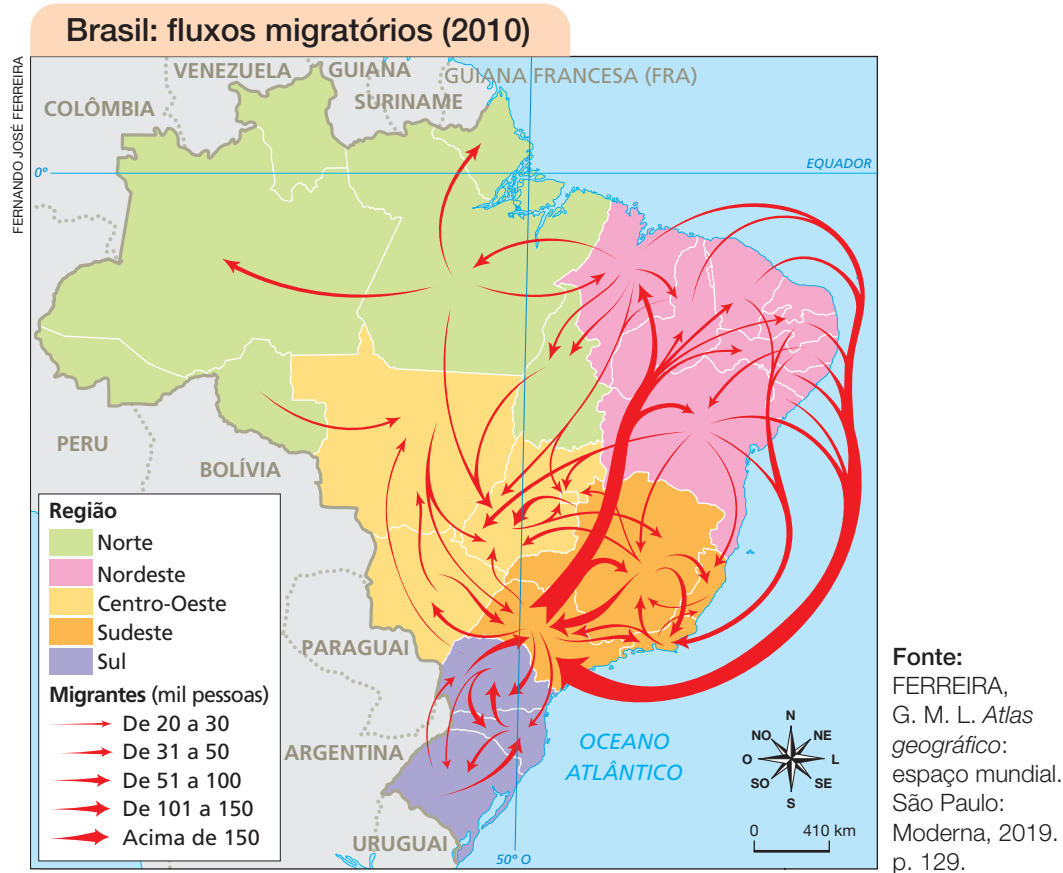 Brasil: fluxos migratórios (2010)
FERNANDO JOSÉ FERREIRA
VENEZUELA
GUIANA
GUIANA FRANCESA (FRA)
SURINAME
COLÔMBIA
0º
EQUADOR
PERU
BOLÍVIA
PARAGUAI
ARGENTINA
URUGUAI
50º O
OCEANO
ATLÂNTICO
Região
Norte
Nordeste
Centro-Oeste
Sudeste
Sul
Migrantes (mil pessoas)
De 20 a 30
De 31 a 50
De 51 a 100
De 101 a 150
Acima de 150
N
NO
NE
O
L
SO
SE
S
0 410 km
Fonte:
FERREIRA,
G. M. L. Atlas
geográfico:
espaço mundial.
São Paulo:
Moderna, 2019.
p. 129.